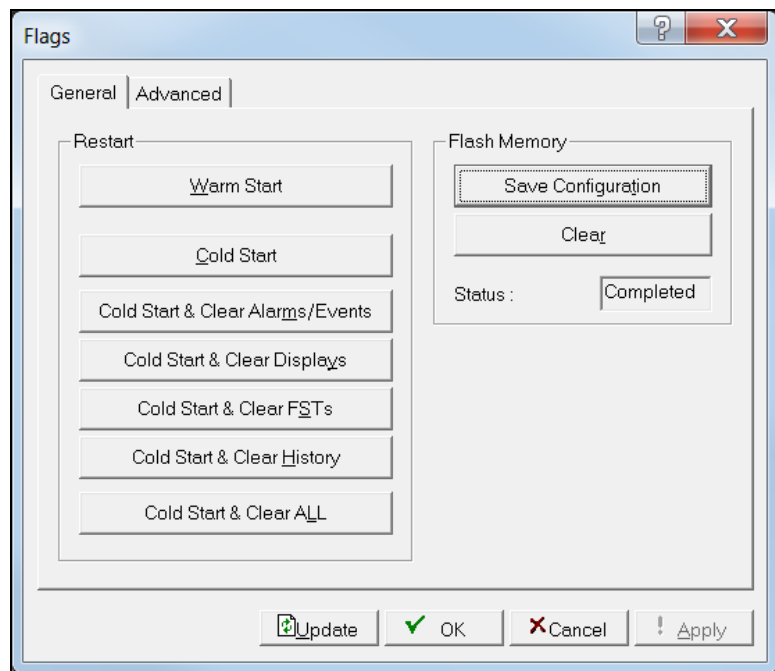 Flags
General
Advanced
Restart
Warm Start
Cold Start
Cold Start & Clear Alarms/Events
Cold Start & Clear Displays
Cold Start & Clear FSTs
Cold Start & Clear History
Cold Start & Clear ALL
Flash Memory
Save Configuration
Clear
Status :
Completed
Update
OK
Cancel
Apply